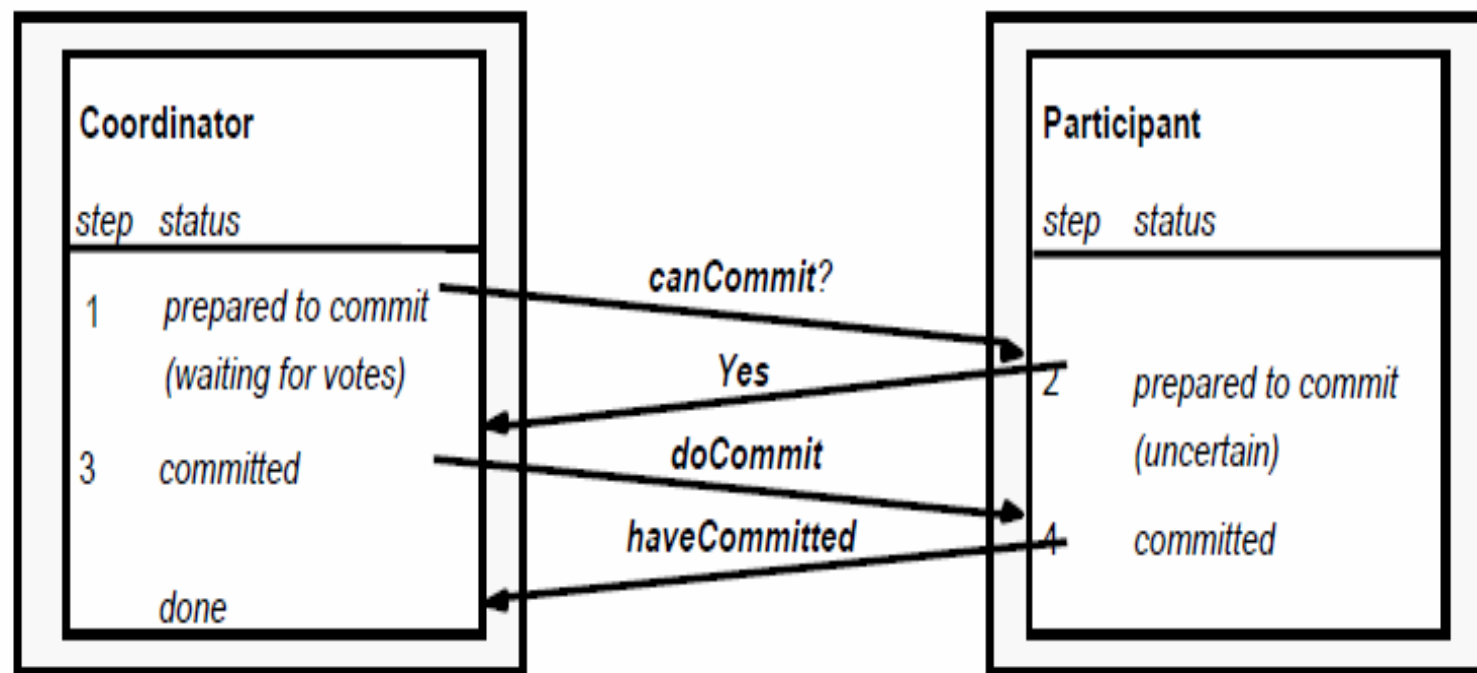 Coordinator
step status
1 prepared to commit
(waiting for votes)
3 committed
done
canCommit?
Yes
doCommit
haveCommitted
Participant
step status
2 prepared to commit
(uncertain)
4 committed